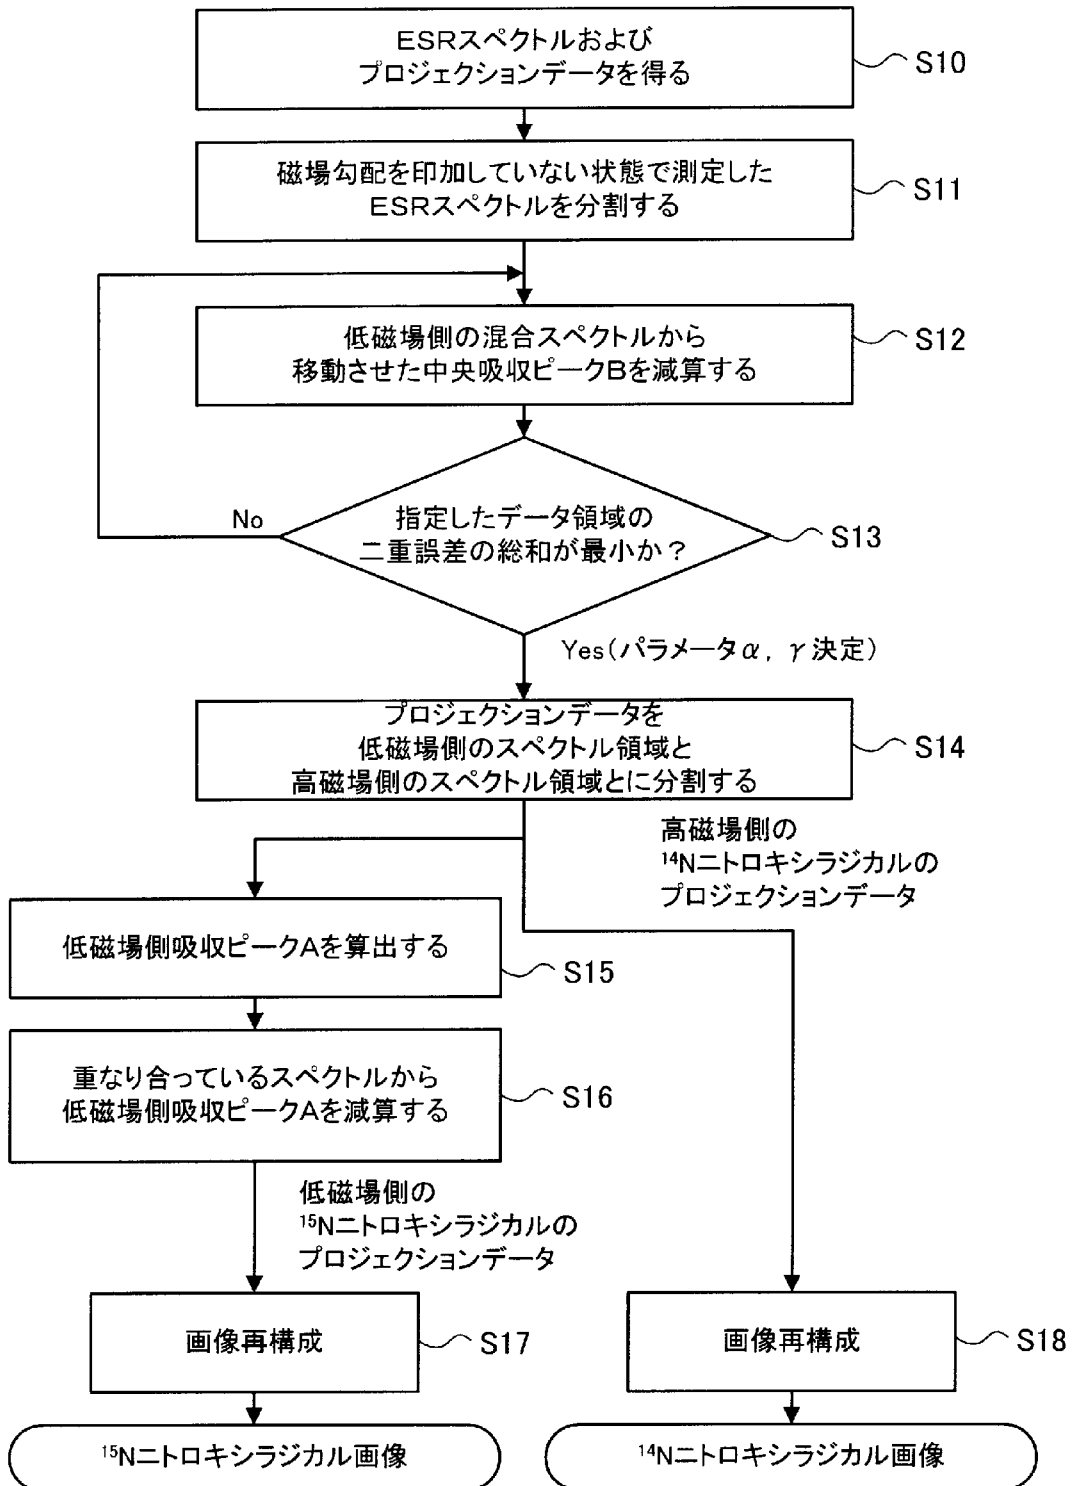 ESRスペクトルおよび
プロジェクションデータを得る
S10
磁場勾配を印加していない状態で測定した
ESRスペクトルを分割する
S11
低磁場側の混合スペクトルから
移動させた中央吸収ピークBを減算する
S12
指定したデータ領域の
二重誤差の総和が最小か？
S13
No
Yes(パラメータα, γ決定)
プロジェクションデータを
低磁場側のスペクトル領域と
高磁場側のスペクトル領域とに分割する
S14
高磁場側の
¹⁴Nニトロキシラジカルの
プロジェクションデータ
低磁場側吸収ピークAを算出する
S15
重なり合っているスペクトルから
低磁場側吸収ピークAを減算する
S16
低磁場側の
¹⁵Nニトロキシラジカルの
プロジェクションデータ
画像再構成
S17
画像再構成
S18
¹⁵Nニトロキシラジカル画像
¹⁴Nニトロキシラジカル画像